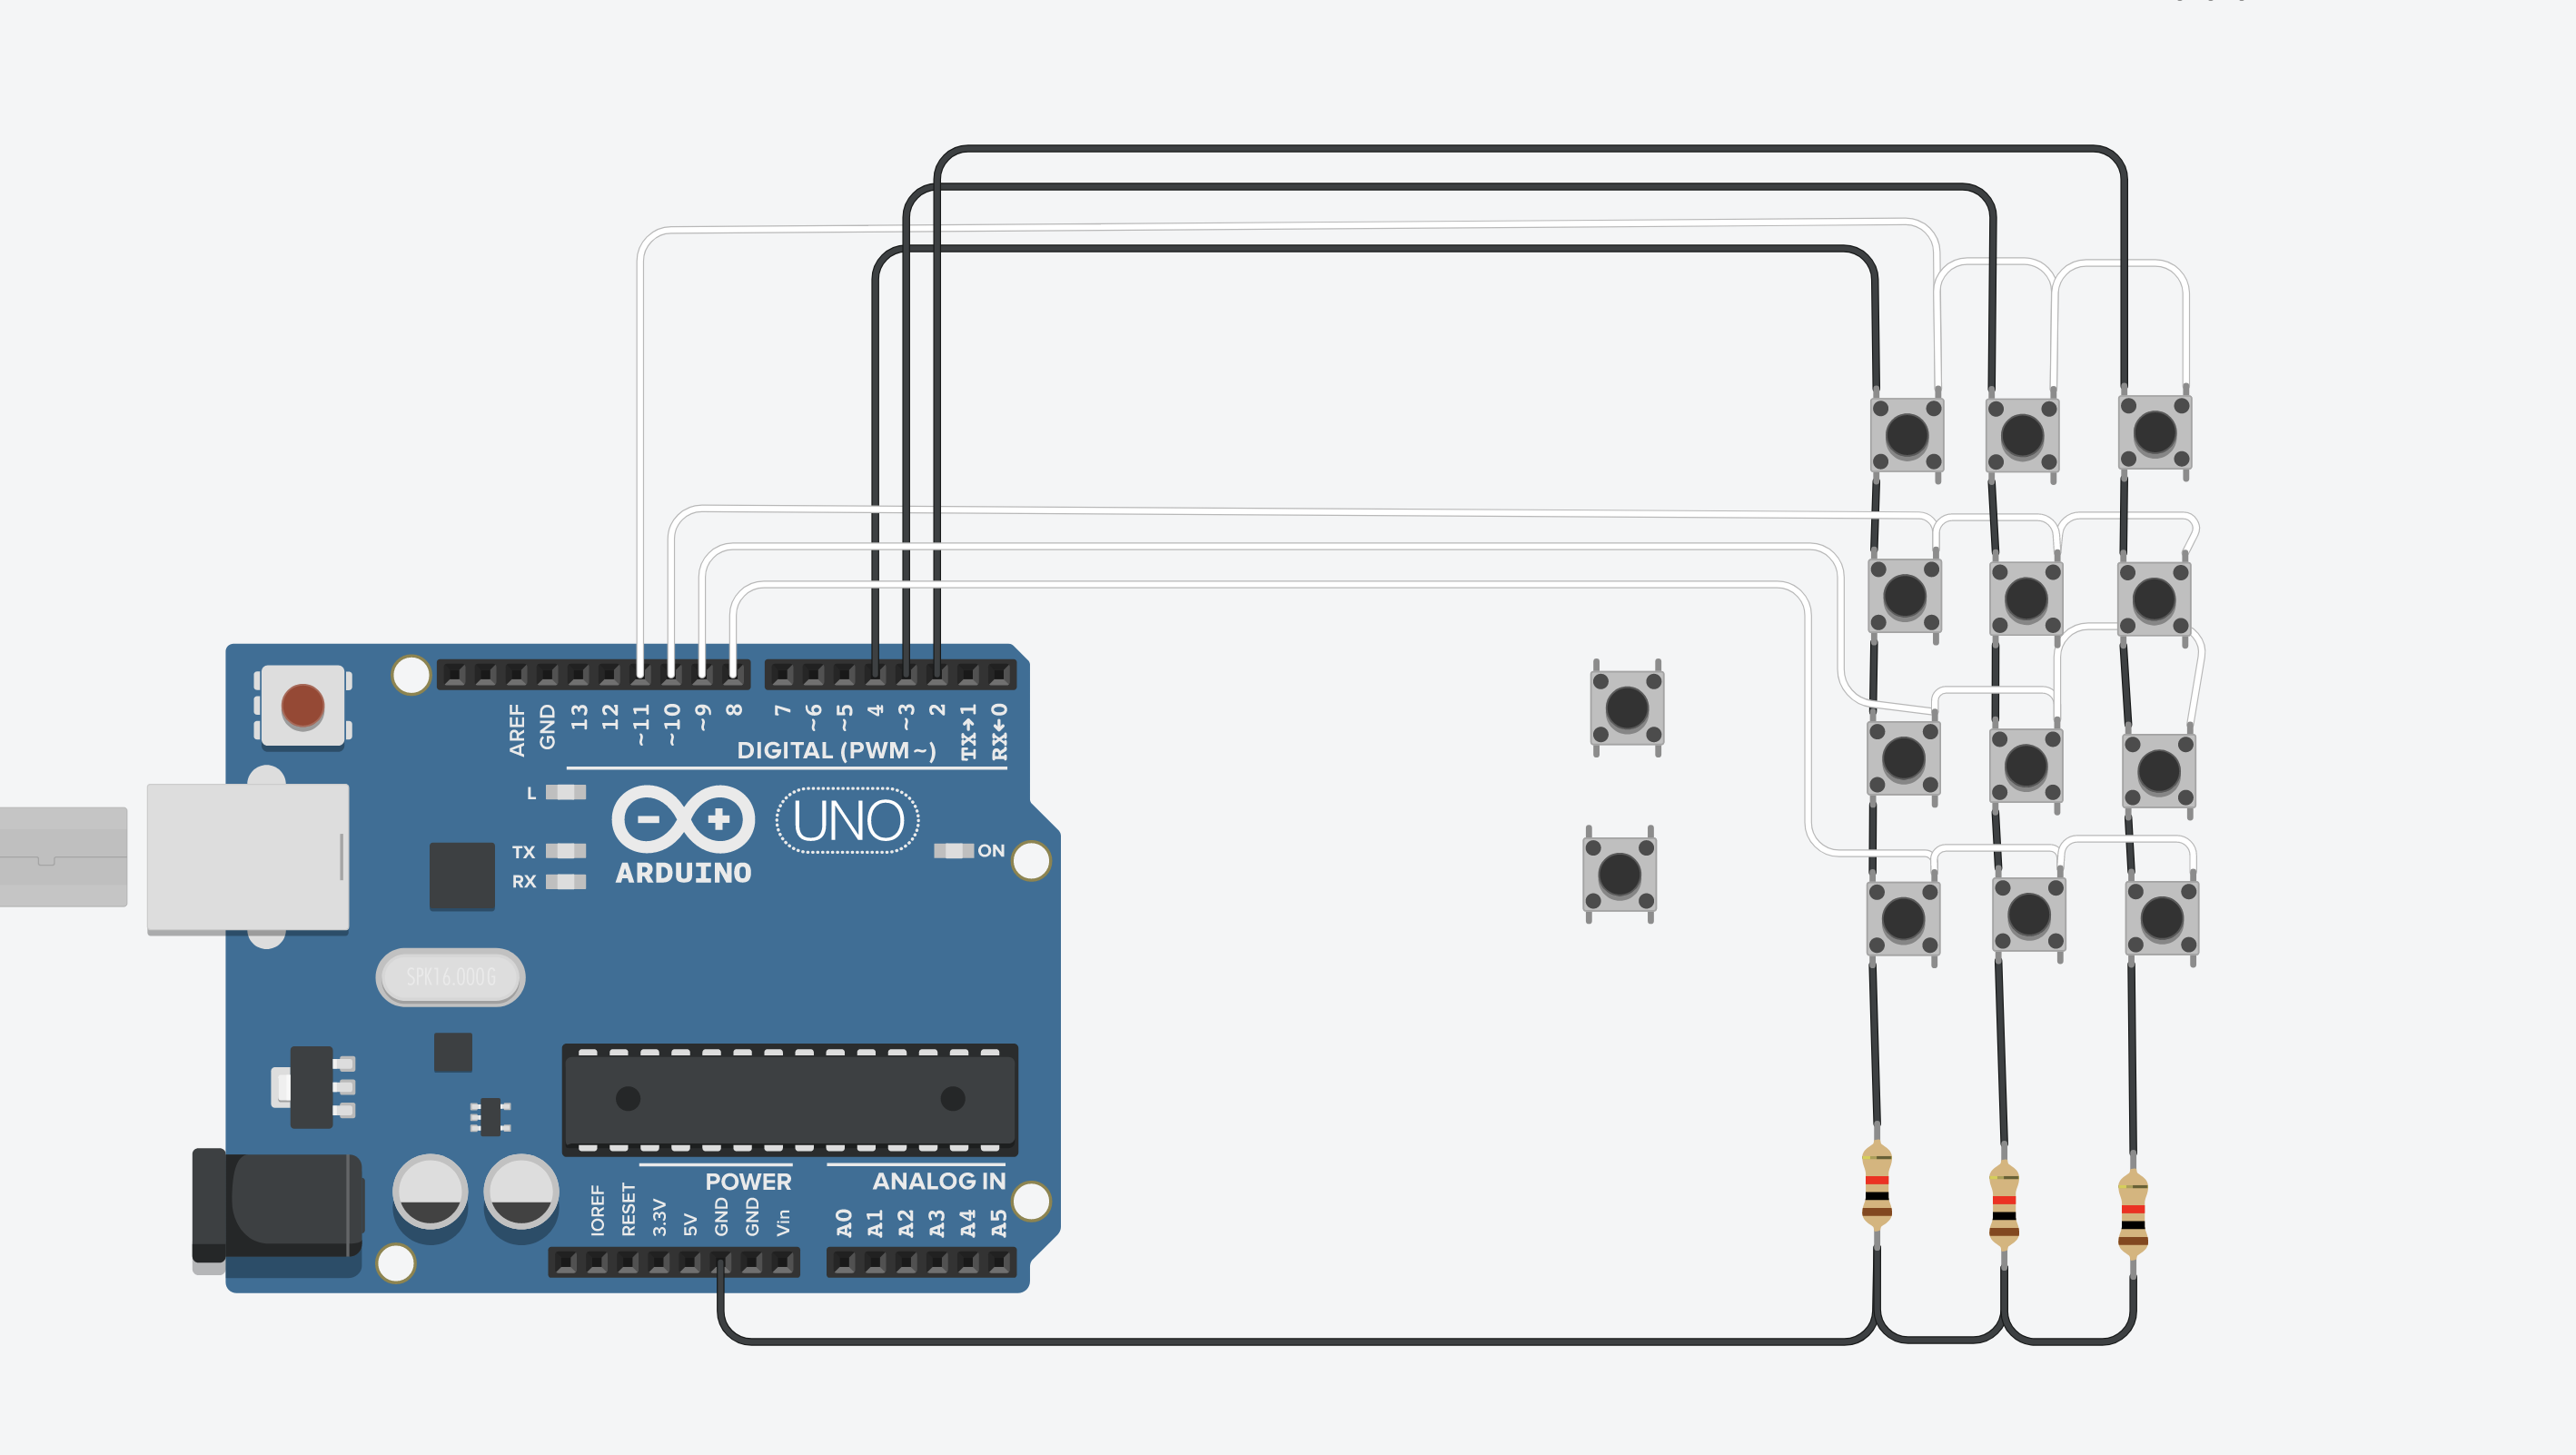 AREF
GND
13
12
~11
~10
~9
8
7
~6
~5
4
~3
2
TX→1
RX←0
DIGITAL (PWM~)
L
TX
RX
ARDUINO
UNO
ON
SPK16.000G
POWER
ANALOG IN
IOREF
RESET
3.3V
5V
GND
GND
Vin
A0
A1
A2
A3
A4
A5